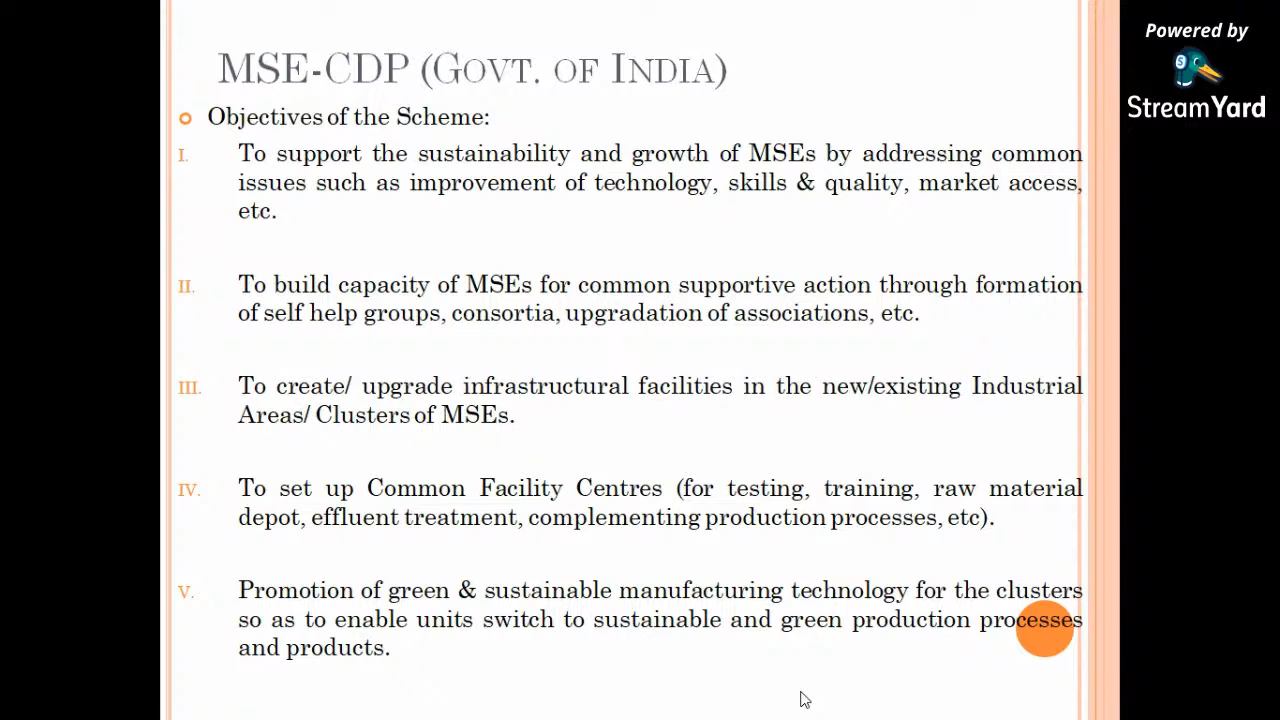 MSE-CDP (GOVT. OF INDIA)
Objectives of the Scheme:
I. To support the sustainability and growth of MSEs by addressing common
issues such as improvement of technology, skills & quality, market access,
etc.
II. To build capacity of MSEs for common supportive action through formation
of self help groups, consortia, upgradation of associations, etc.
III. To create/ upgrade infrastructural facilities in the new/existing Industrial
Areas/ Clusters of MSEs.
IV. To set up Common Facility Centres (for testing, training, raw material
depot, effluent treatment, complementing production processes, etc).
V. Promotion of green & sustainable manufacturing technology for the clusters
so as to enable units switch to sustainable and green production processes
and products.
Powered by
StreamYard